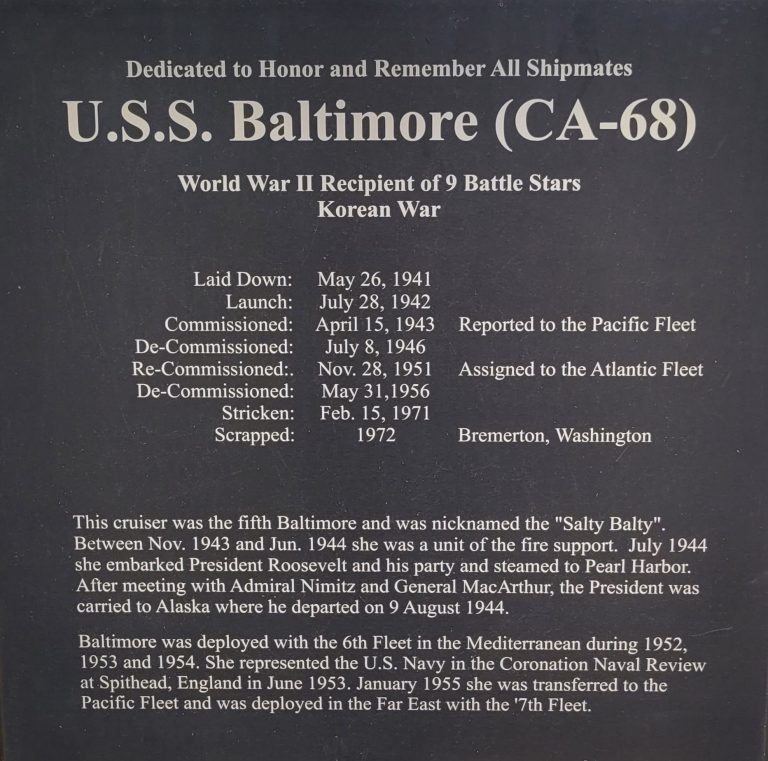 Dedicated to Honor and Remember All Shipmates
U.S.S. Baltimore (CA-68)
World War II Recipient of 9 Battle Stars
Korean War
Laid Down: May 26, 1941
Launch: July 28, 1942
Commissioned: April 15, 1943 Reported to the Pacific Fleet
De-Commissioned: July 8, 1946
Re-Commissioned:. Nov. 28, 1951 Assigned to the Atlantic Fleet
De-Commissioned: May 31,1956
Stricken: Feb. 15, 1971
Scrapped: 1972 Bremerton, Washington
This cruiser was the fifth Baltimore and was nicknamed the "Salty Balty".
Between Nov. 1943 and Jun. 1944 she was a unit of the fire support. July 1944
she embarked President Roosevelt and his party and steamed to Pearl Harbor.
After meeting with Admiral Nimitz and General MacArthur, the President was
carried to Alaska where he departed on 9 August 1944.
Baltimore was deployed with the 6th Fleet in the Mediterranean during 1952,
1953 and 1954. She represented the U.S. Navy in the Coronation Naval Review
at Spithead, England in June 1953. January 1955 she was transferred to the
Pacific Fleet and was deployed in the Far East with the '7th Fleet.